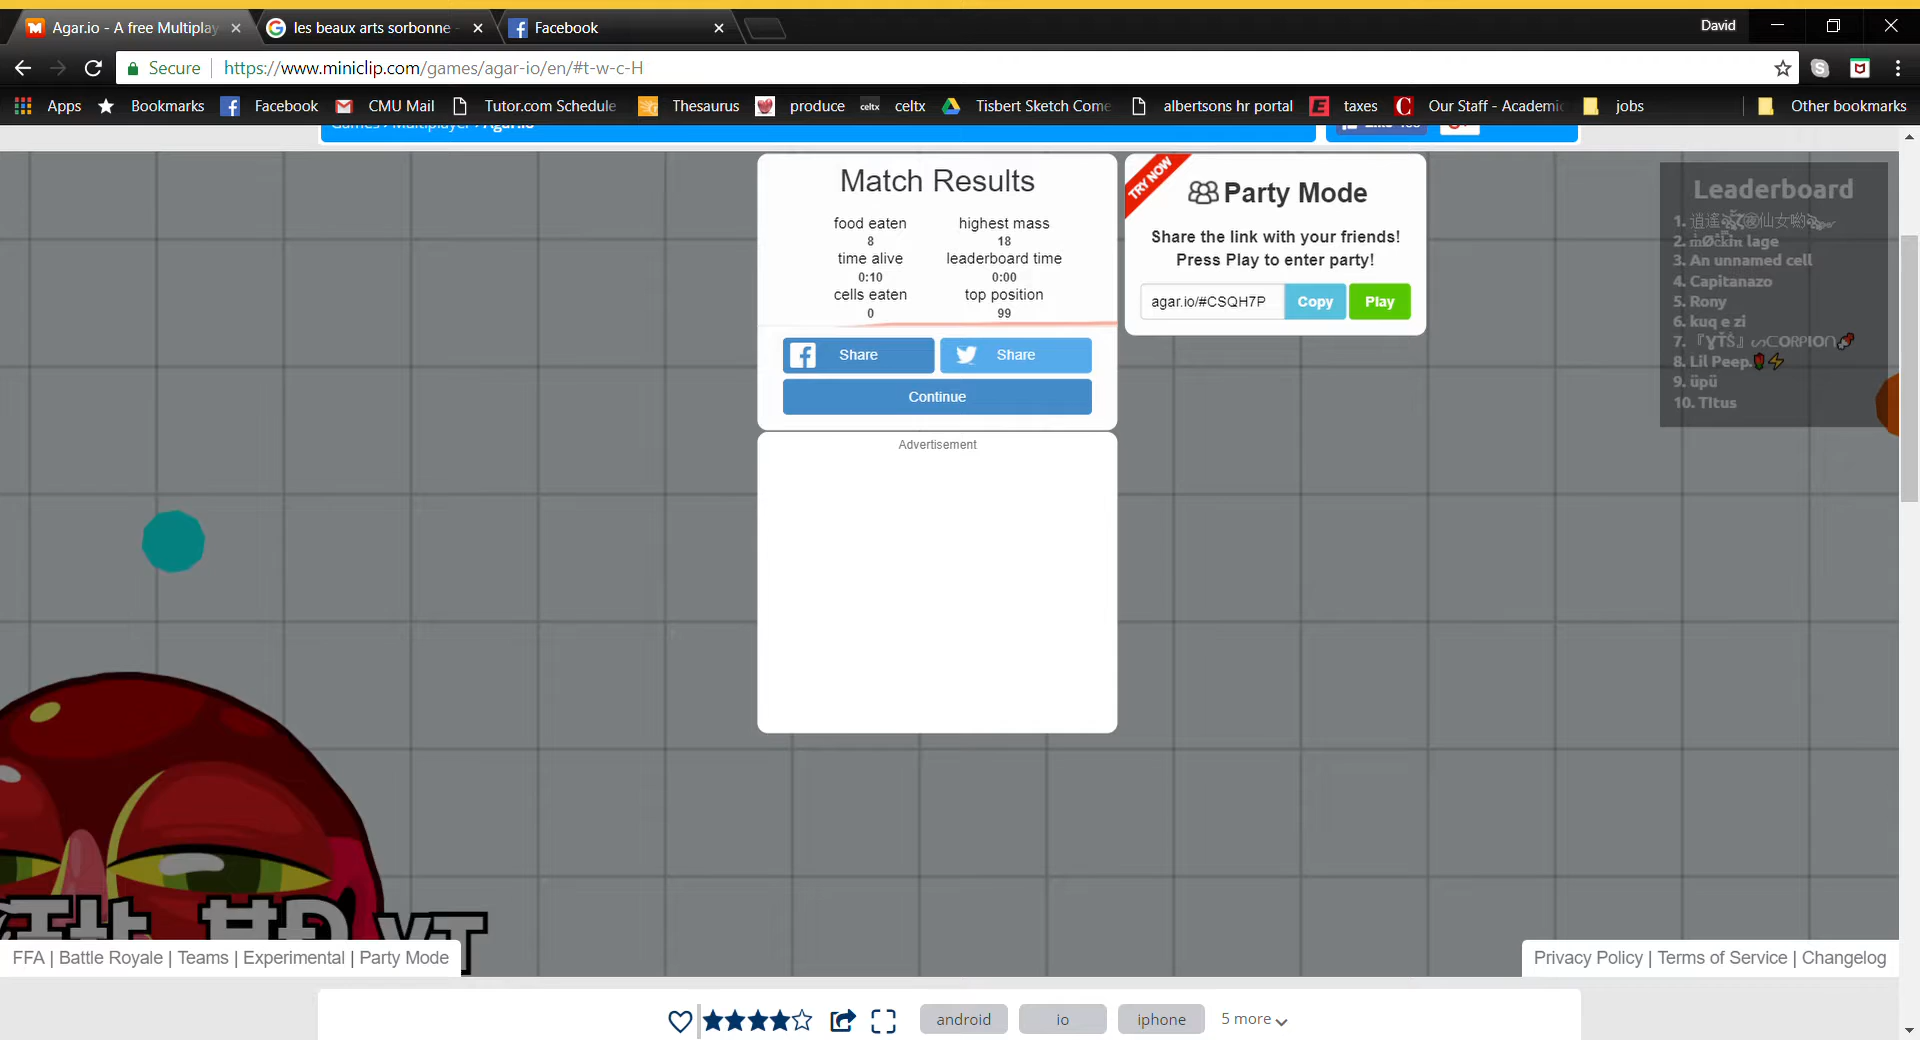 Agar.io - A free Multiplay
les beaux arts sorbonne -
Facebook
David
Secure
https://www.miniclip.com/games/agar-io/en/#t-w-c-H
Apps
Bookmarks
Facebook
CMU Mail
Tutor.com Schedule
Thesaurus
produce
celtx
celtx
Tisbert Sketch Come
albertsons hr portal
taxes
Our Staff - Academic
jobs
Other bookmarks
Games › Multiplayer › Agar.io
Match Results
food eaten
8
highest mass
18
time alive
0:10
leaderboard time
0:00
cells eaten
0
top position
99
Share
Share
Continue
Advertisement
TRY NOW
Party Mode
Share the link with your friends!
Press Play to enter party!
agar.io/#CSQH7P
Copy
Play
Leaderboard
3. An unnamed cell
4. Capitanazo
5. Rony
6. kuq e zi
8. Lil Peep.🌹⚡
9. üpü
10. TItus
FFA | Battle Royale | Teams | Experimental | Party Mode
Privacy Policy | Terms of Service | Changelog
android
io
iphone
5 more